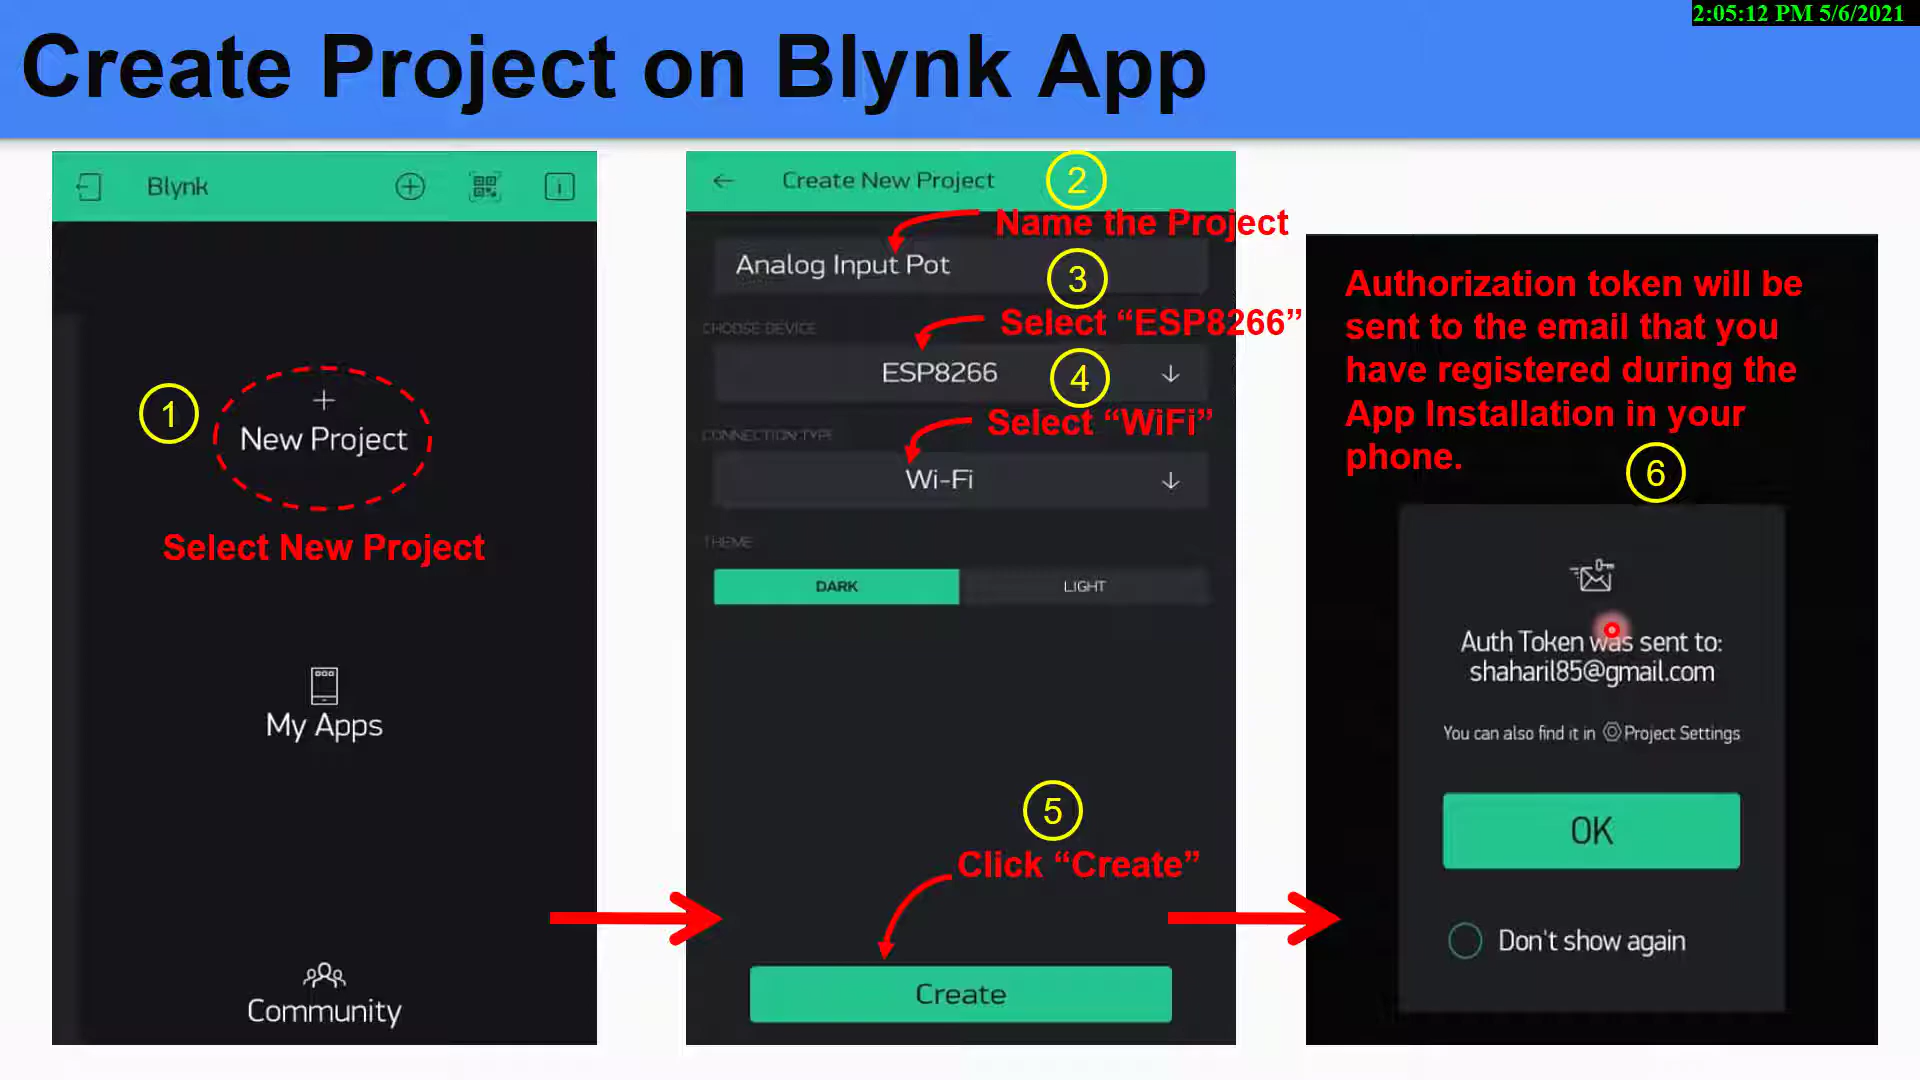 2:05:12 PM 5/6/2021
Create Project on Blynk App
Blynk
1
New Project
Select New Project
My Apps
Community
Create New Project
2
Name the Project
Analog Input Pot
3
CHOOSE DEVICE
Select “ESP8266”
ESP8266
4
CONNECTION TYPE
Select “WiFi”
Wi-Fi
THEME
DARK
LIGHT
5
Click “Create”
Create
Authorization token will be
sent to the email that you
have registered during the
App Installation in your
phone.
6
Auth Token was sent to:
shaharil85@gmail.com
You can also find it in Project Settings
OK
Don't show again